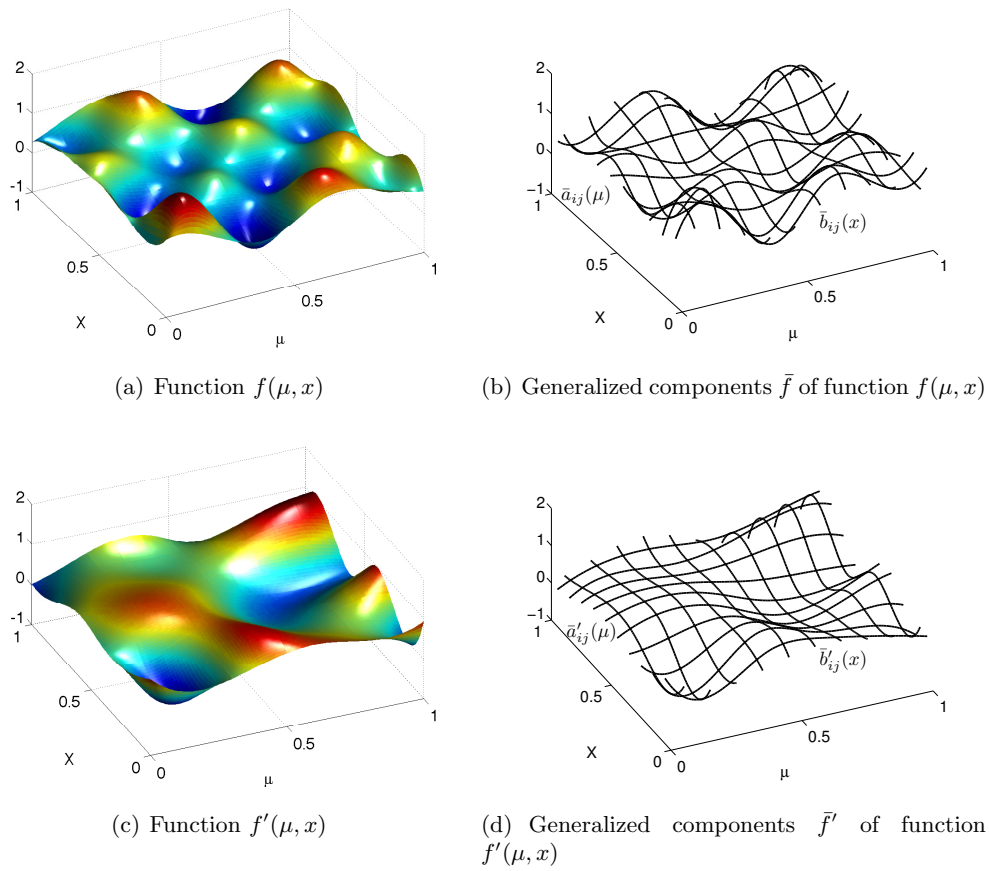 2
1
0
-1
1
0.5
X
0
0
μ
0.5
1
(a) Function f(μ, x)
2
1
0
−1
1
ā_ij(μ)
b̄_ij(x)
0.5
X
0
0
μ
0.5
1
(b) Generalized components f̄ of function f(μ, x)
2
1
0
-1
1
0.5
X
0
0
μ
0.5
1
(c) Function f′(μ, x)
2
1
0
−1
1
ā′_ij(μ)
b̄′_ij(x)
0.5
X
0
0
μ
0.5
1
(d) Generalized components f̄′ of function
f′(μ, x)